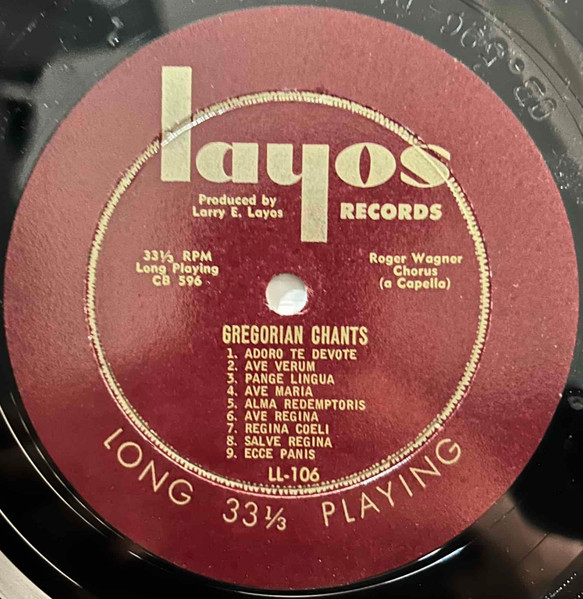 layos
RECORDS
Produced by
Larry E. Layos
33⅓ RPM
Long Playing
CB 596
Roger Wagner
Chorus
(a Capella)
GREGORIAN CHANTS
1. ADORO TE DEVOTE
2. AVE VERUM
3. PANGE LINGUA
4. AVE MARIA
5. ALMA REDEMPTORIS
6. AVE REGINA
7. REGINA COELI
8. SALVE REGINA
9. ECCE PANIS
LL-106
LONG 33⅓ PLAYING